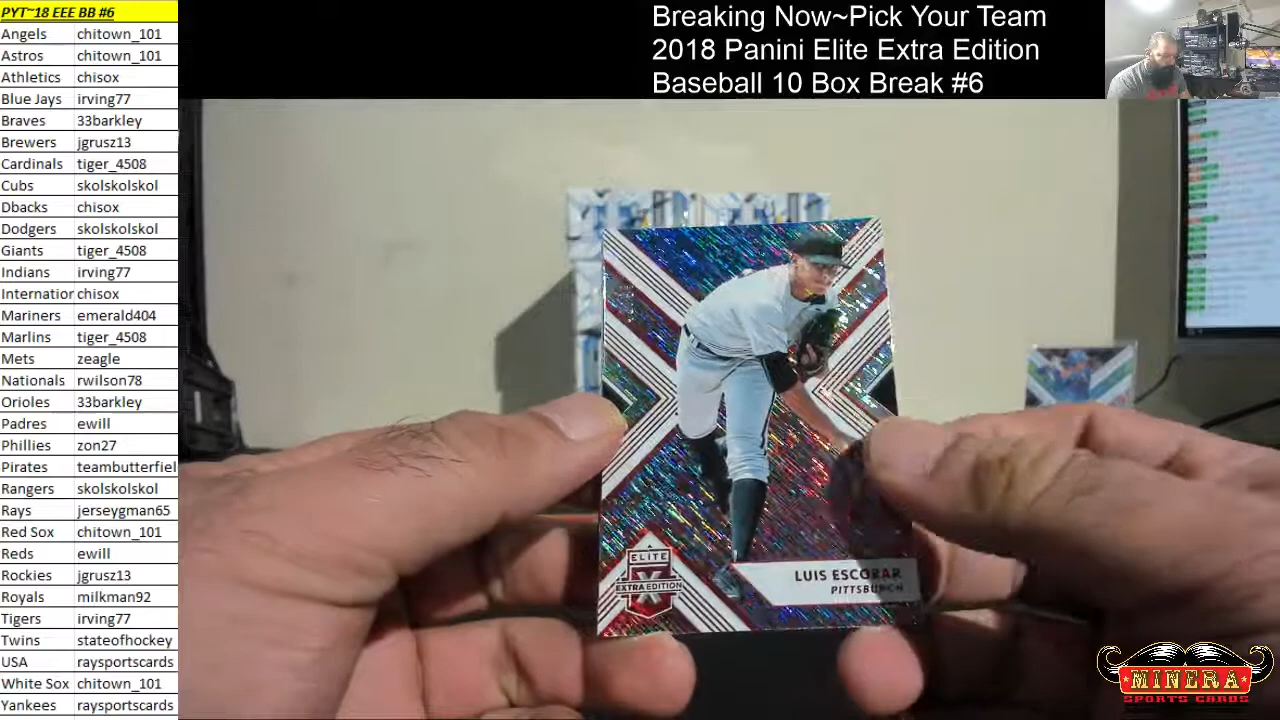 PYT~18 EEE BB #6
Angels chitown_101
Astros chitown_101
Athletics chisox
Blue Jays irving77
Braves 33barkley
Brewers jgrusz13
Cardinals tiger_4508
Cubs skolskolskol
Dbacks chisox
Dodgers skolskolskol
Giants tiger_4508
Indians irving77
Internation chisox
Mariners emerald404
Marlins tiger_4508
Mets zeagle
Nationals rwilson78
Orioles 33barkley
Padres ewill
Phillies zon27
Pirates teambutterfiel
Rangers skolskolskol
Rays jerseygman65
Red Sox chitown_101
Reds ewill
Rockies jgrusz13
Royals milkman92
Tigers irving77
Twins stateofhockey
USA raysportscards
White Sox chitown_101
Yankees raysportscards
Breaking Now~Pick Your Team
2018 Panini Elite Extra Edition
Baseball 10 Box Break #6
ELITE
X
EXTRA EDITION
LUIS ESCOBAR
PITTSBURGH
MINERA
SPORTS CARDS